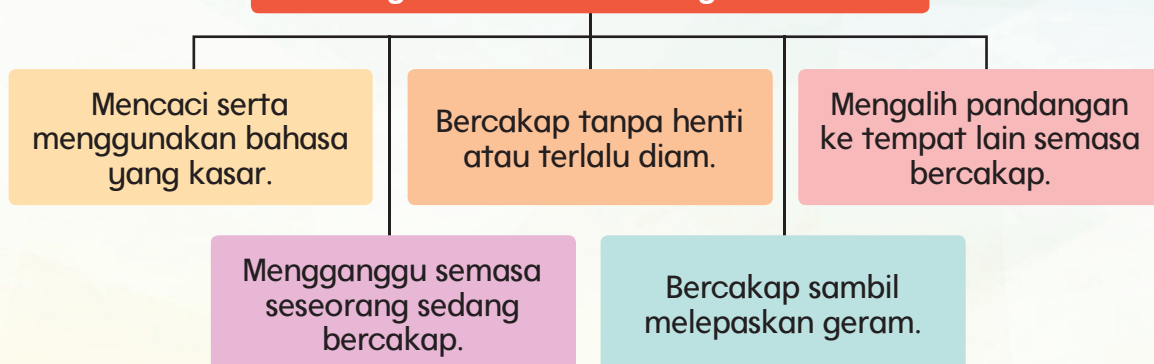 Mencaci serta
menggunakan bahasa
yang kasar.
Bercakap tanpa henti
atau terlalu diam.
Mengalih pandangan
ke tempat lain semasa
bercakap.
Mengganggu semasa
seseorang sedang
bercakap.
Bercakap sambil
melepaskan geram.